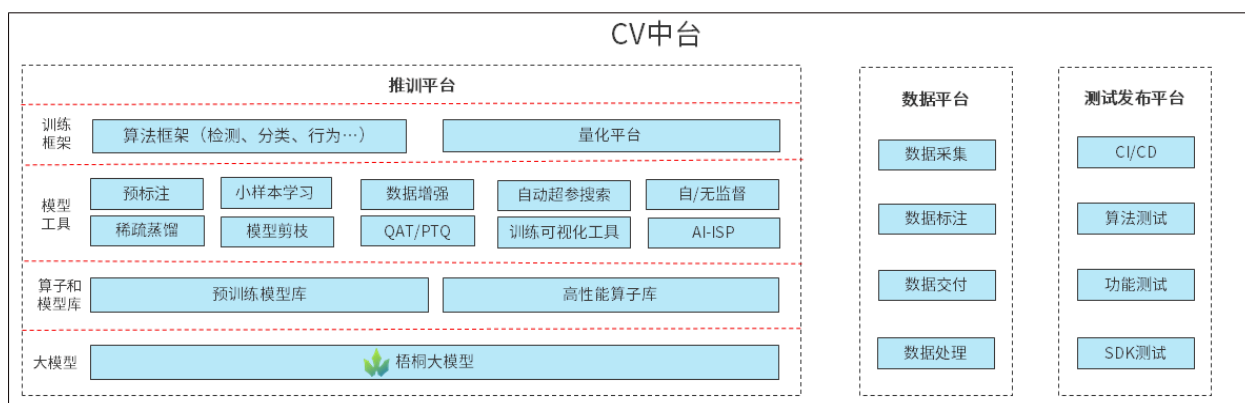 CV中台
推训平台
训练
框架
算法框架（检测、分类、行为…）
量化平台
模型
工具
预标注
小样本学习
数据增强
自动超参搜索
自/无监督
稀疏蒸馏
模型剪枝
QAT/PTQ
训练可视化工具
AI-ISP
算子和
模型库
预训练模型库
高性能算子库
大模型
梧桐大模型
数据平台
数据采集
数据标注
数据交付
数据处理
测试发布平台
CI/CD
算法测试
功能测试
SDK测试